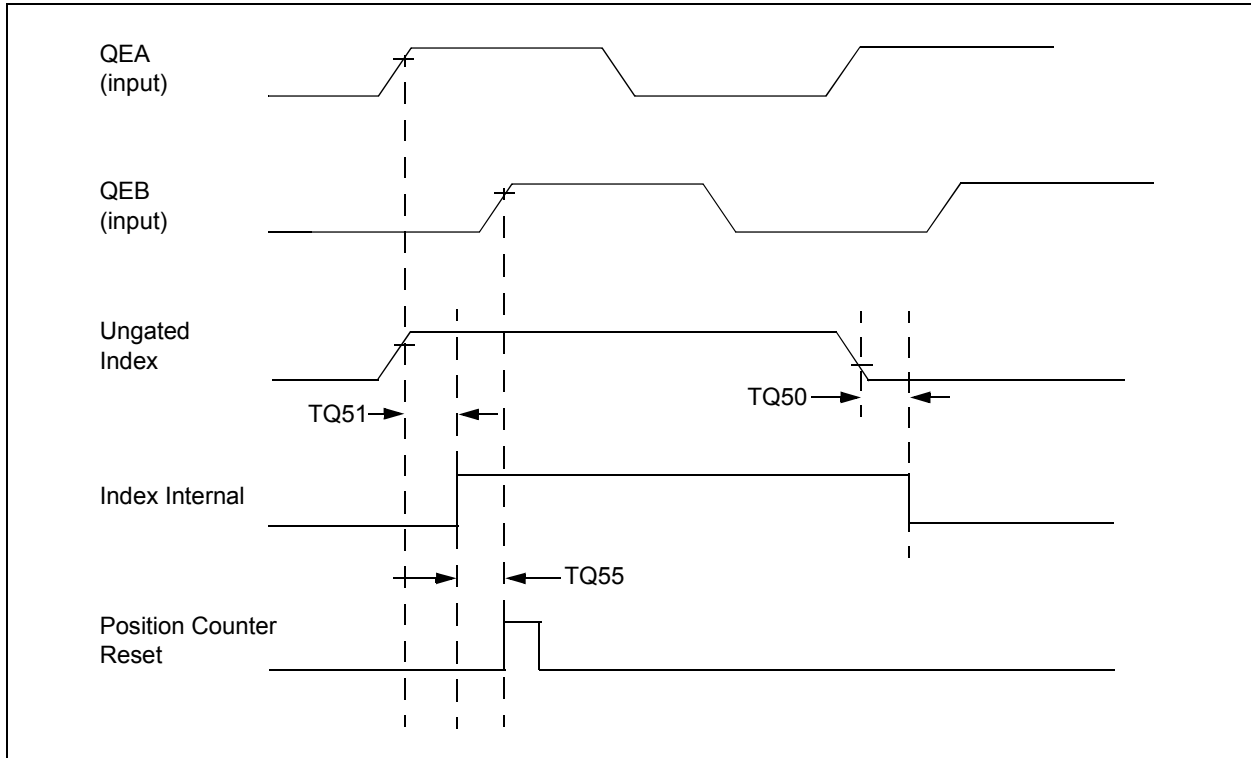 QEA
(input)
QEB
(input)
Ungated
Index
TQ51
TQ50
Index Internal
TQ55
Position Counter
Reset